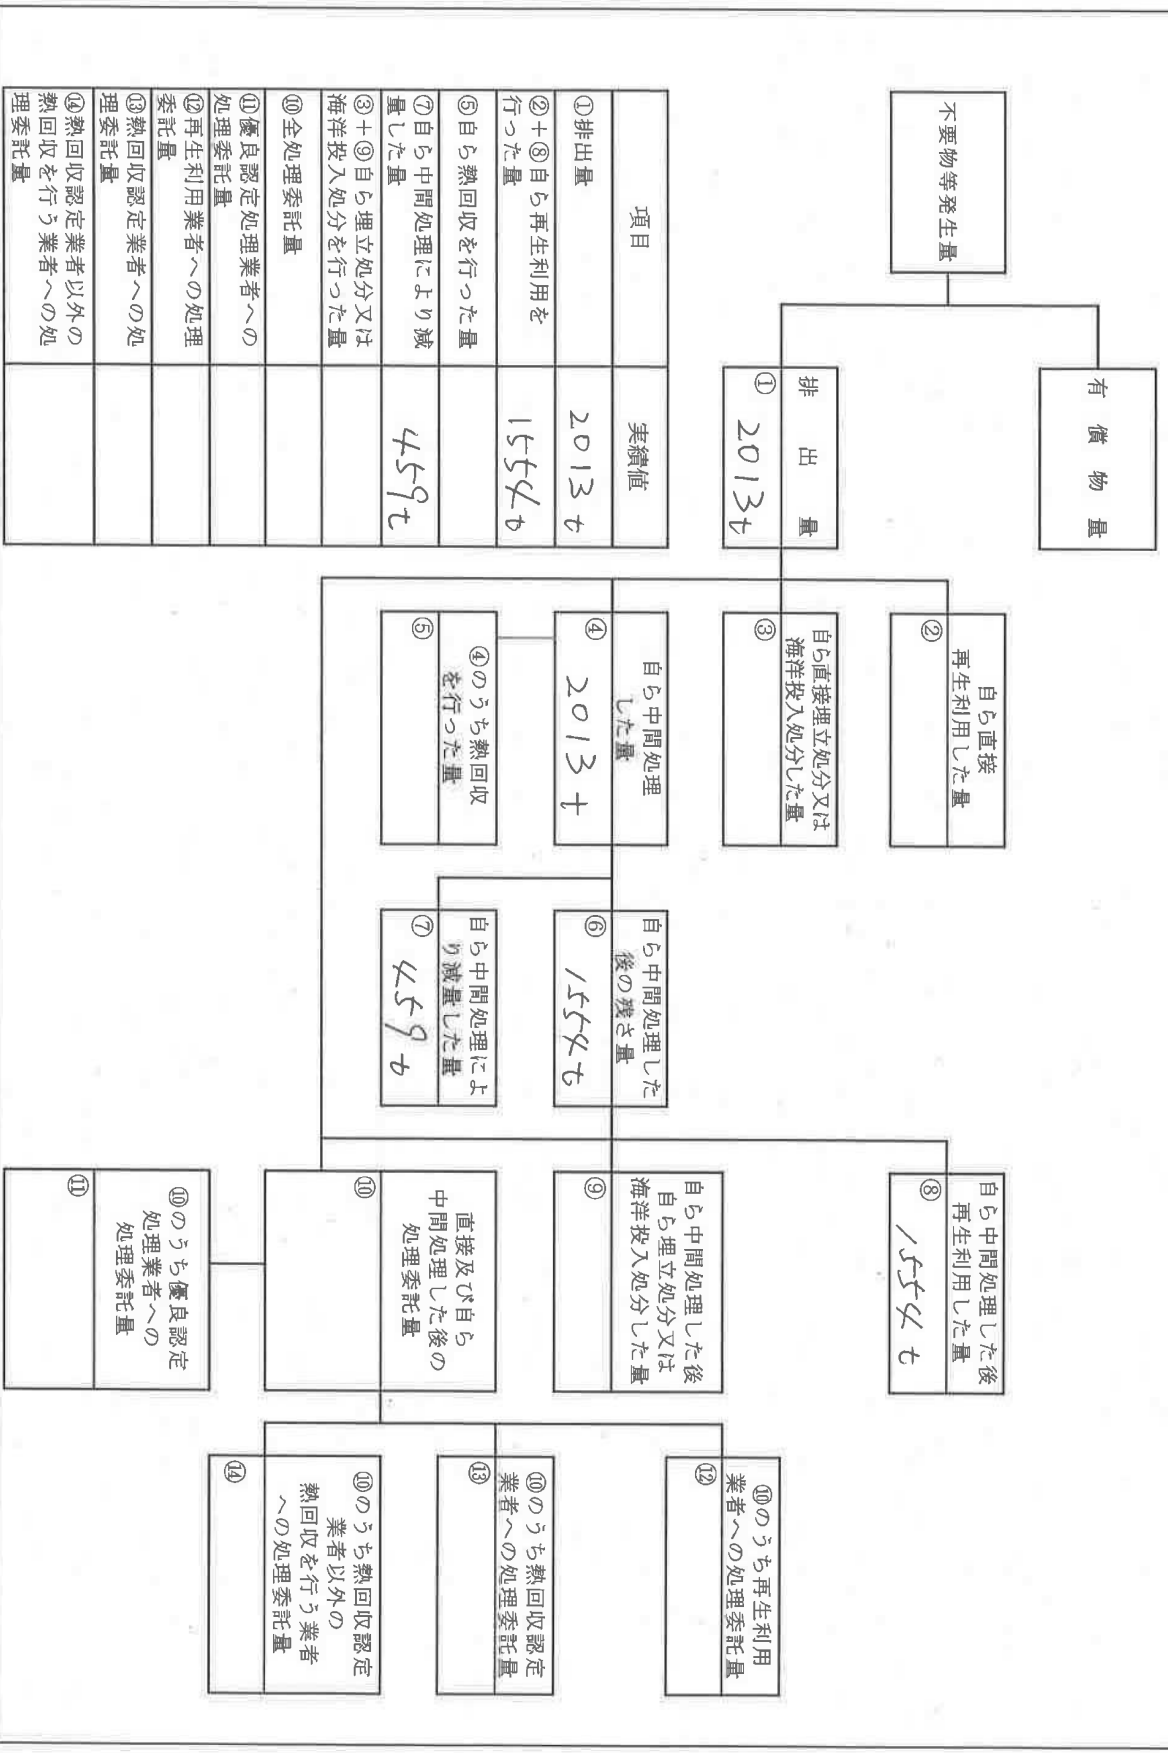 不要物等発生量
有償物量
排出量
① 2013t
自ら直接
再生利用した量
②
自ら直接埋立処分又は
海洋投入処分した量
③
自ら中間処理
した量
④ 2013t
④のうち熱回収
を行った量
⑤
自ら中間処理した
後の残さ量
⑥ 1554t
自ら中間処理によ
り減量した量
⑦ 459t
自ら中間処理した後
再生利用した量
⑧ 1554t
自ら中間処理した後
自ら埋立処分又は
海洋投入処分した量
⑨
直接及び自ら
中間処理した後の
処理委託量
⑩
⑩のうち優良認定
処理業者への
処理委託量
⑪
⑩のうち再生利用
業者への処理委託量
⑫
⑩のうち熱回収認定
業者への処理委託量
⑬
⑩のうち熱回収認定
業者以外の
熱回収を行う業者
への処理委託量
⑭
項目 実績値
①排出量 2013t
②+⑧自ら再生利用を
行った量 1554t
⑤自ら熱回収を行った量
⑦自ら中間処理により減
量した量 459t
③+⑨自ら埋立処分又は
海洋投入処分を行った量
⑩全処理委託量
⑪優良認定処理業者への
処理委託量
⑫再生利用業者への処理
委託量
⑬熱回収認定業者への処
理委託量
⑭熱回収認定業者以外の
熱回収を行う業者への処
理委託量